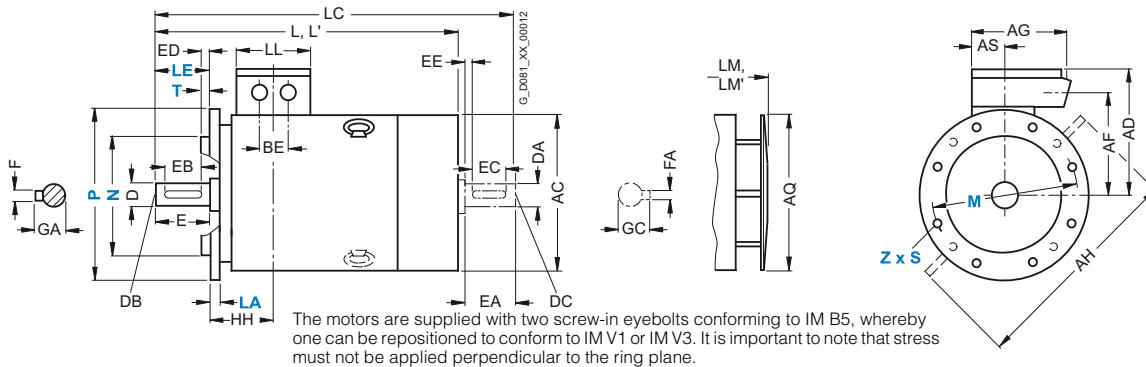 LC
L, L'
ED
LL
EE
LE
T
G_D081_XX_00012
LM,
LM'
AG
AS
F
P
N
EB
D
BE
EC
DA
AC
FA
AQ
AF
AD
GA
E
GC
M
Z x S
AH
DB
LA
HH
EA
DC
The motors are supplied with two screw-in eyebolts conforming to IM B5, whereby
one can be repositioned to conform to IM V1 or IM V3. It is important to note that stress
must not be applied perpendicular to the ring plane.